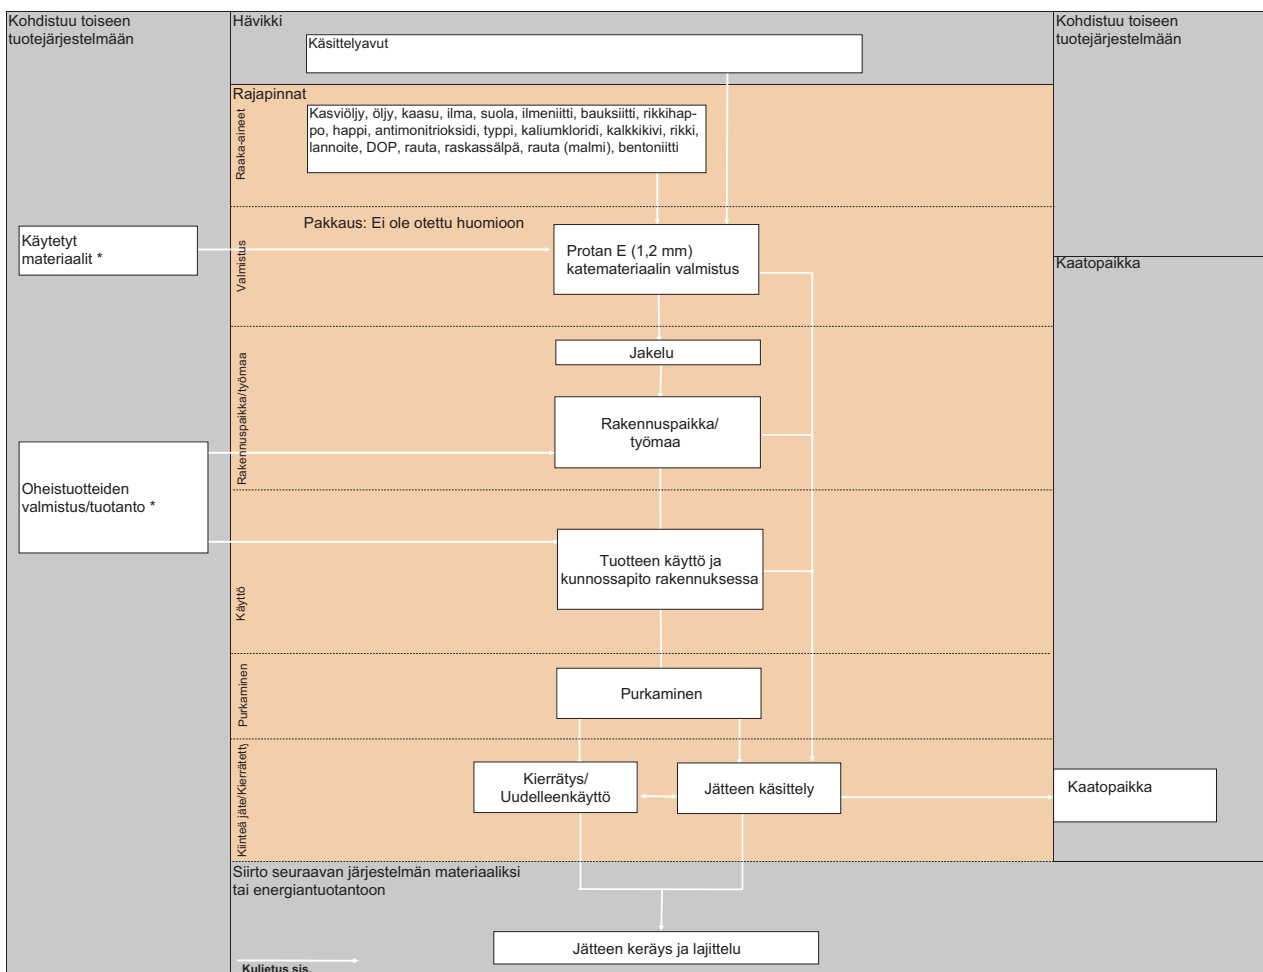 Kohdistuu toiseen
tuotejärjestelmään
Hävikki
Kohdistuu toiseen
tuotejärjestelmään
Käsittelyavut
Rajapinnat
Raaka-aineet
Kasviöljy, öljy, kaasu, ilma, suola, ilmeniitti, bauksiitti, rikkihap-
po, happi, antimonitrioksidi, typpi, kaliumkloridi, kalkkikivi, rikki,
lannoite, DOP, rauta, raskassälpä, rauta (malmi), bentoniitti
Valmistus
Pakkaus: Ei ole otettu huomioon
Käytetyt
materiaalit *
Protan E (1,2 mm)
katemateriaalin valmistus
Kaatopaikka
Rakennuspaikka/työmaa
Jakelu
Rakennuspaikka/
työmaa
Oheistuotteiden
valmistus/tuotanto *
Käyttö
Tuotteen käyttö ja
kunnossapito rakennuksessa
Purkaminen
Purkaminen
Kiinteä jäte/Kierrätetty
Kierrätys/
Uudelleenkäyttö
Jätteen käsittely
Kaatopaikka
Siirto seuraavan järjestelmän materiaaliksi
tai energiantuotantoon
Jätteen keräys ja lajittelu
Kuljetus sis.